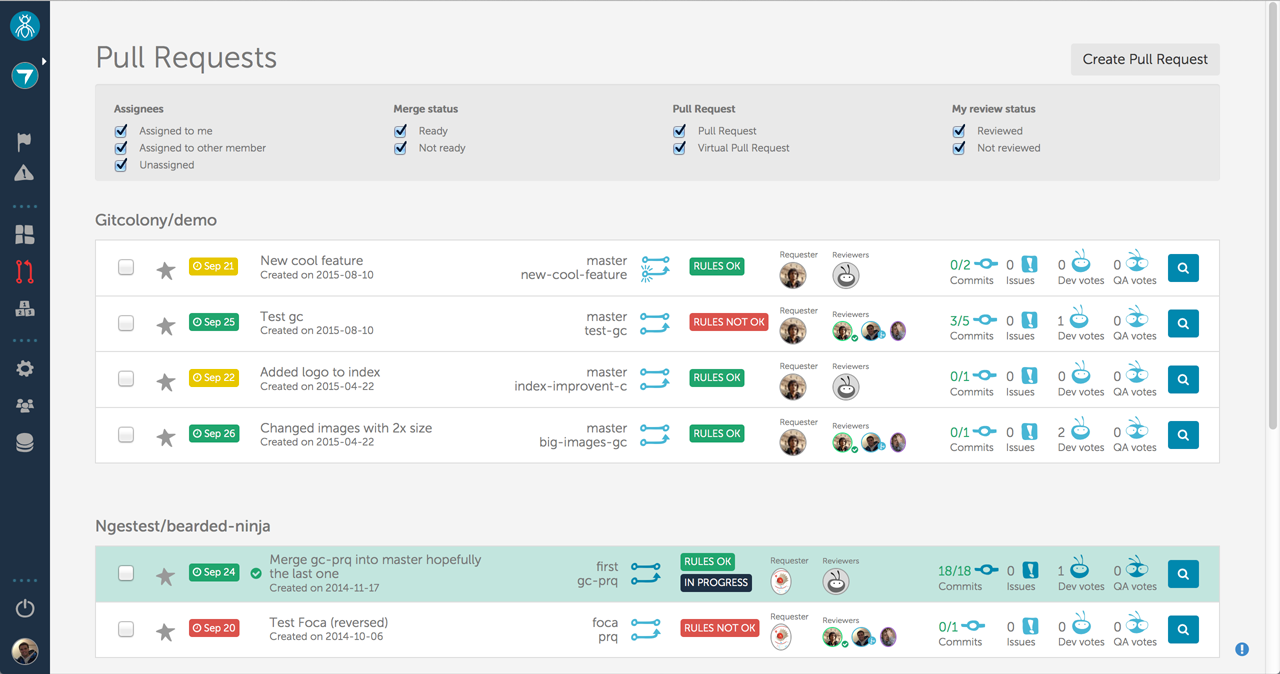 Pull Requests
Create Pull Request
Assignees
Assigned to me
Assigned to other member
Unassigned
Merge status
Ready
Not ready
Pull Request
Pull Request
Virtual Pull Request
My review status
Reviewed
Not reviewed
Gitcolony/demo
Sep 21
New cool feature
Created on 2015-08-10
master
new-cool-feature
RULES OK
Requester
Reviewers
0/2
Commits
0
Issues
0
Dev votes
0
QA votes
Sep 25
Test gc
Created on 2015-08-10
master
test-gc
RULES NOT OK
Requester
Reviewers
3/5
Commits
0
Issues
1
Dev votes
0
QA votes
Sep 22
Added logo to index
Created on 2015-04-22
master
index-improvent-c
RULES OK
Requester
Reviewers
0/1
Commits
0
Issues
0
Dev votes
0
QA votes
Sep 26
Changed images with 2x size
Created on 2015-04-22
master
big-images-gc
RULES OK
Requester
Reviewers
0/1
Commits
0
Issues
2
Dev votes
0
QA votes
Ngestest/bearded-ninja
Sep 24
Merge gc-prq into master hopefully
the last one
Created on 2014-11-17
first
gc-prq
RULES OK
IN PROGRESS
Requester
Reviewers
18/18
Commits
0
Issues
1
Dev votes
0
QA votes
Sep 20
Test Foca (reversed)
Created on 2014-10-06
foca
prq
RULES NOT OK
Requester
Reviewers
0/1
Commits
0
Issues
0
Dev votes
0
QA votes